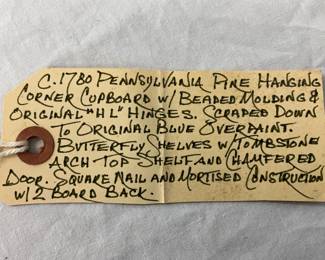 C. 1780 PENNSYLVANIA PINE HANGING
CORNER CUPBOARD W/ BEADED MOLDING &
ORIGINAL "HL" HINGES. SCRAPED DOWN
TO ORIGINAL BLUE OVERPAINT.
BUTTERFLY SHELVES W/ TOMBSTONE
ARCH TOP SHELF AND CHAMFERED
DOOR. SQUARE NAIL AND MORTISED CONSTRUCTION
W/ 2 BOARD BACK.